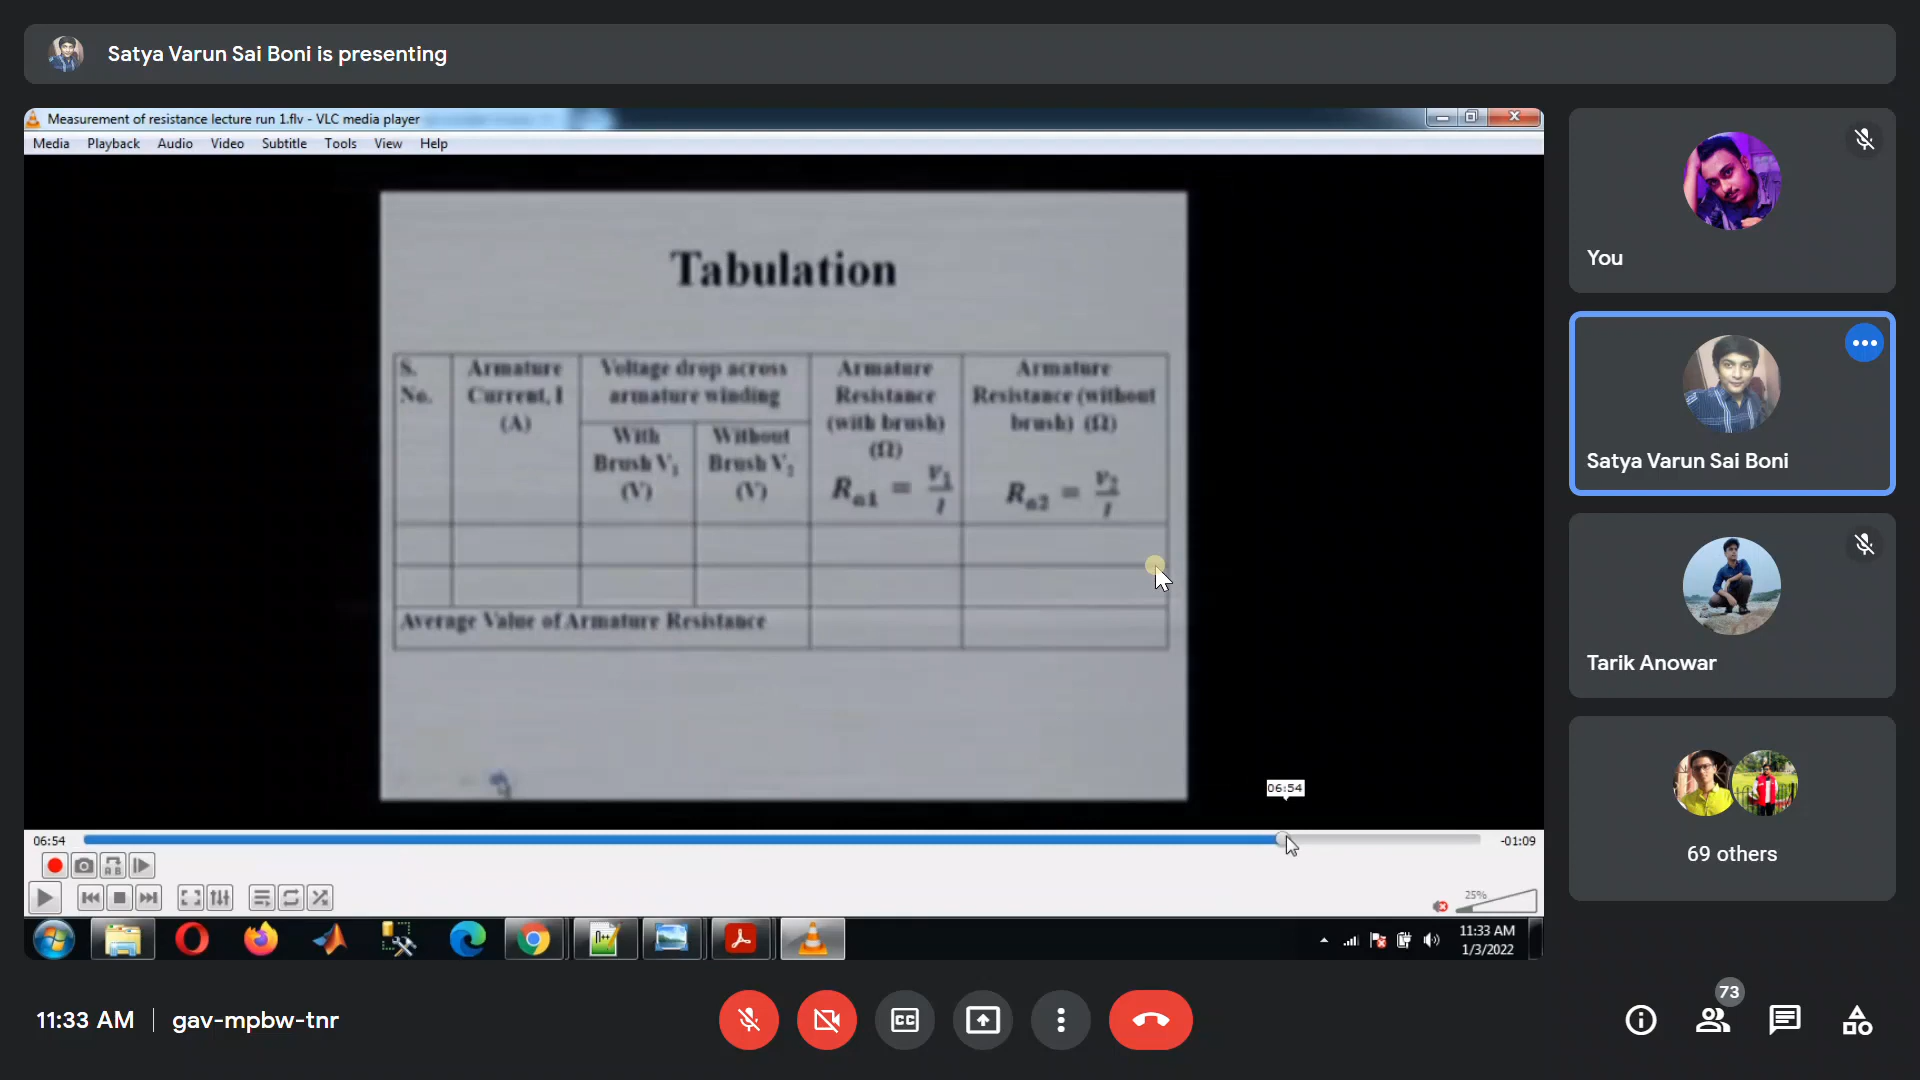 Satya Varun Sai Boni is presenting
Measurement of resistance lecture run 1.flv - VLC media player
Media Playback Audio Video Subtitle Tools View Help
Tabulation
S. No.
Armature Current, I (A)
Voltage drop across armature winding
With Brush V₁ (V)
Without Brush V₂ (V)
Armature Resistance (with brush) (Ω)
Rₐ₁ = V₁/I
Armature Resistance (without brush) (Ω)
Rₐ₂ = V₂/I
Average Value of Armature Resistance
06:54
06:54
-01:09
25%
11:33 AM
1/3/2022
You
Satya Varun Sai Boni
Tarik Anowar
69 others
11:33 AM
gav-mpbw-tnr
CC
73